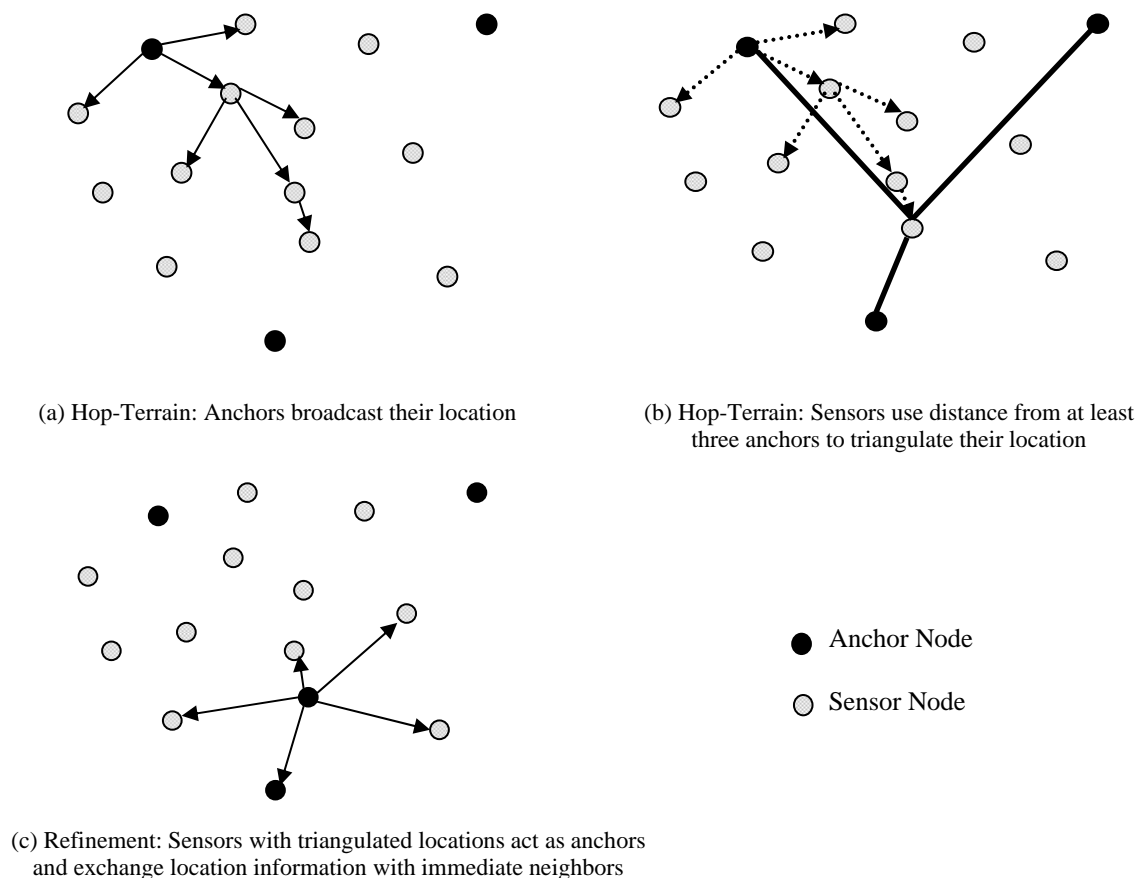 (a) Hop-Terrain: Anchors broadcast their location
(b) Hop-Terrain: Sensors use distance from at least
three anchors to triangulate their location
Anchor Node
Sensor Node
(c) Refinement: Sensors with triangulated locations act as anchors
and exchange location information with immediate neighbors